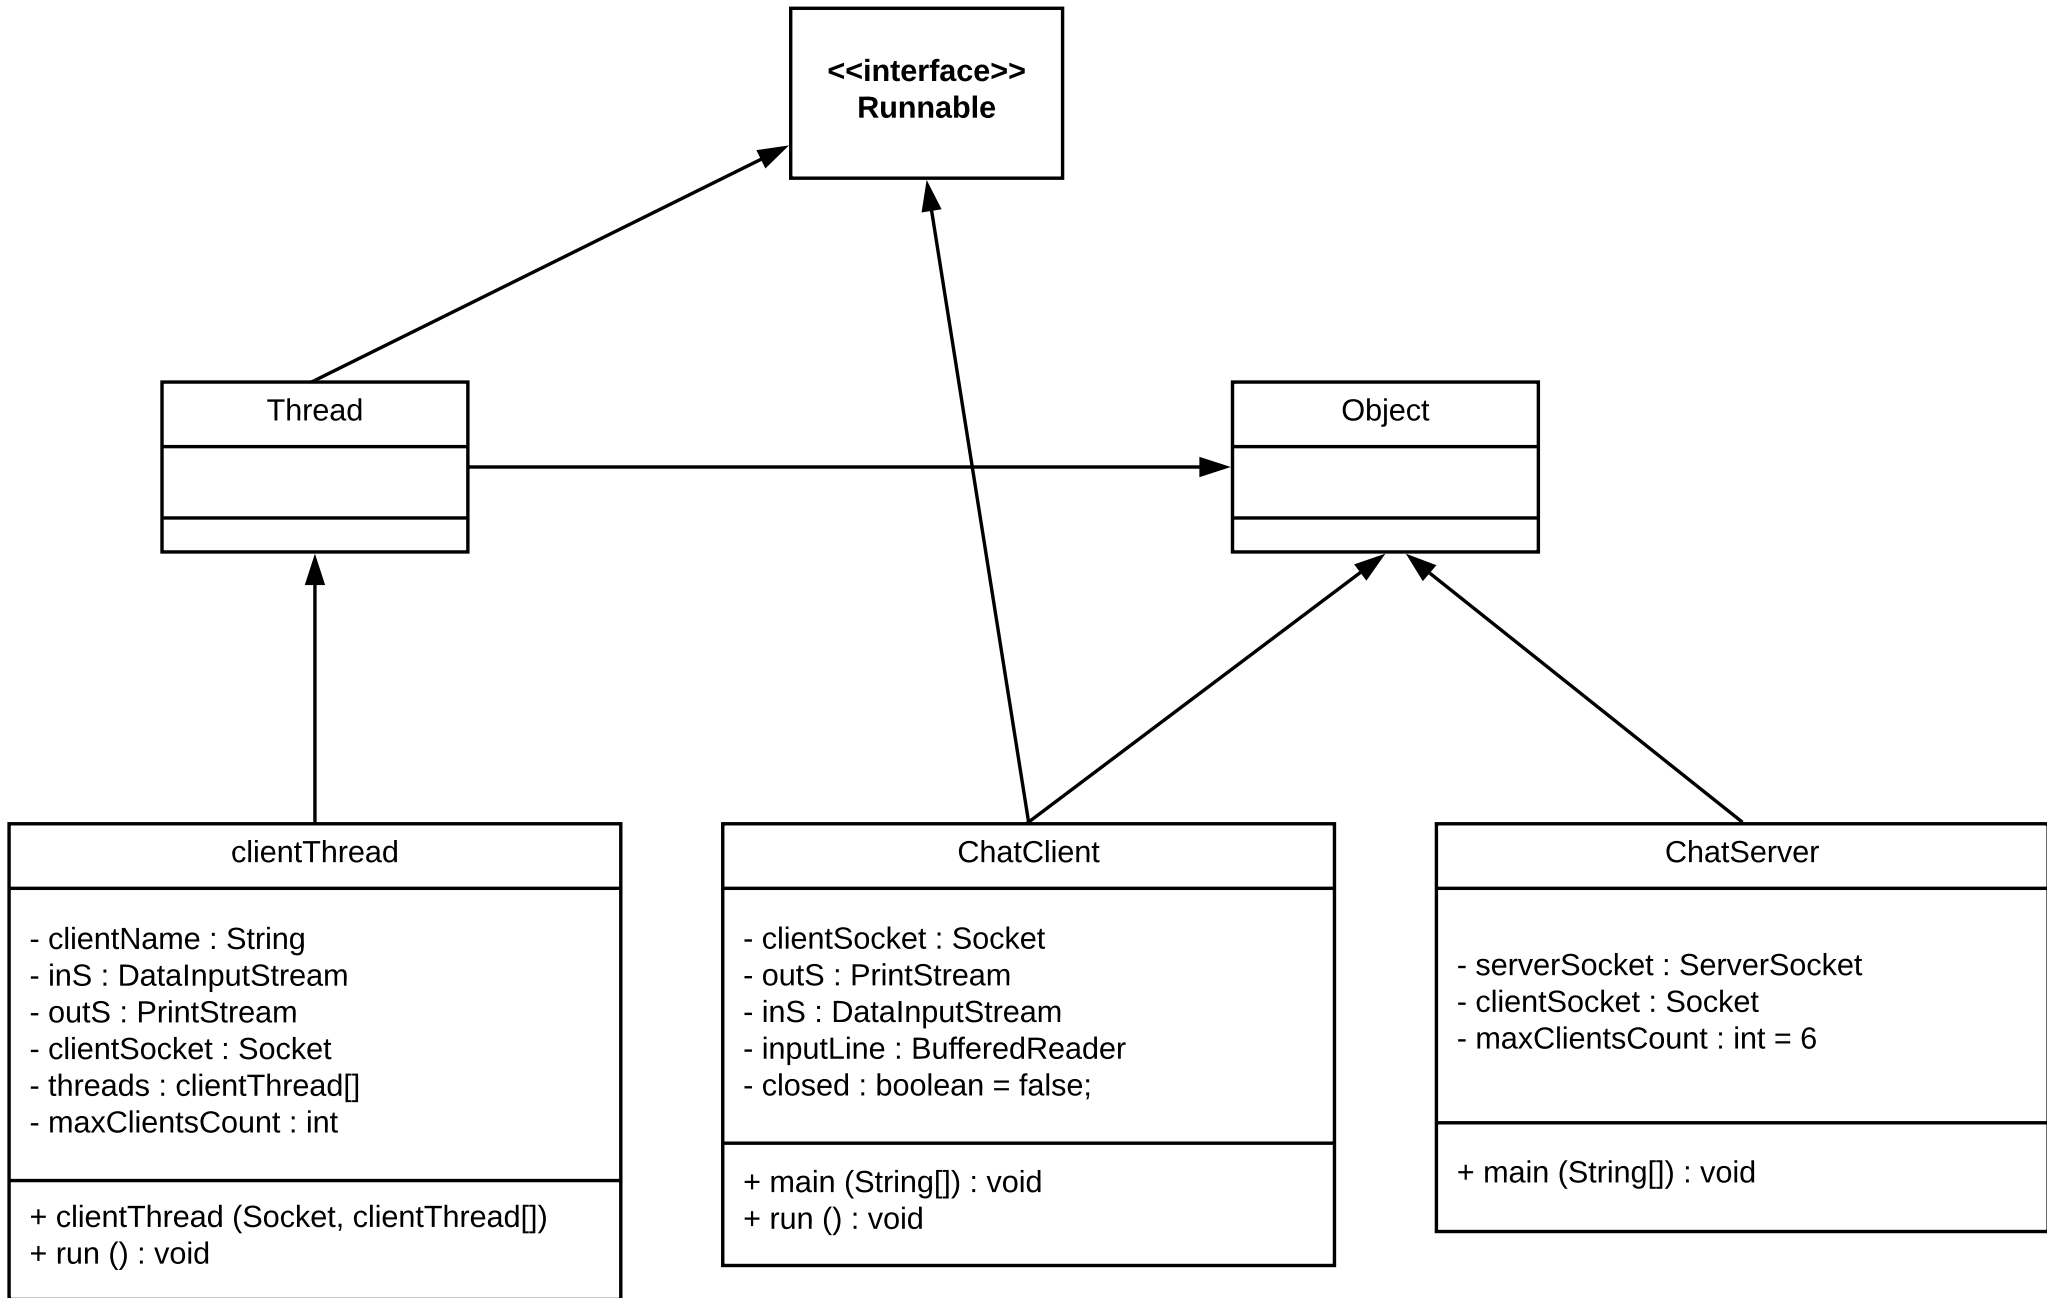 <<interface>>
Runnable
Thread
Object
clientThread
- clientName : String
- inS : DataInputStream
- outS : PrintStream
- clientSocket : Socket
- threads : clientThread[]
- maxClientsCount : int
+ clientThread (Socket, clientThread[])
+ run () : void
ChatClient
- clientSocket : Socket
- outS : PrintStream
- inS : DataInputStream
- inputLine : BufferedReader
- closed : boolean = false;
+ main (String[]) : void
+ run () : void
ChatServer
- serverSocket : ServerSocket
- clientSocket : Socket
- maxClientsCount : int = 6
+ main (String[]) : void